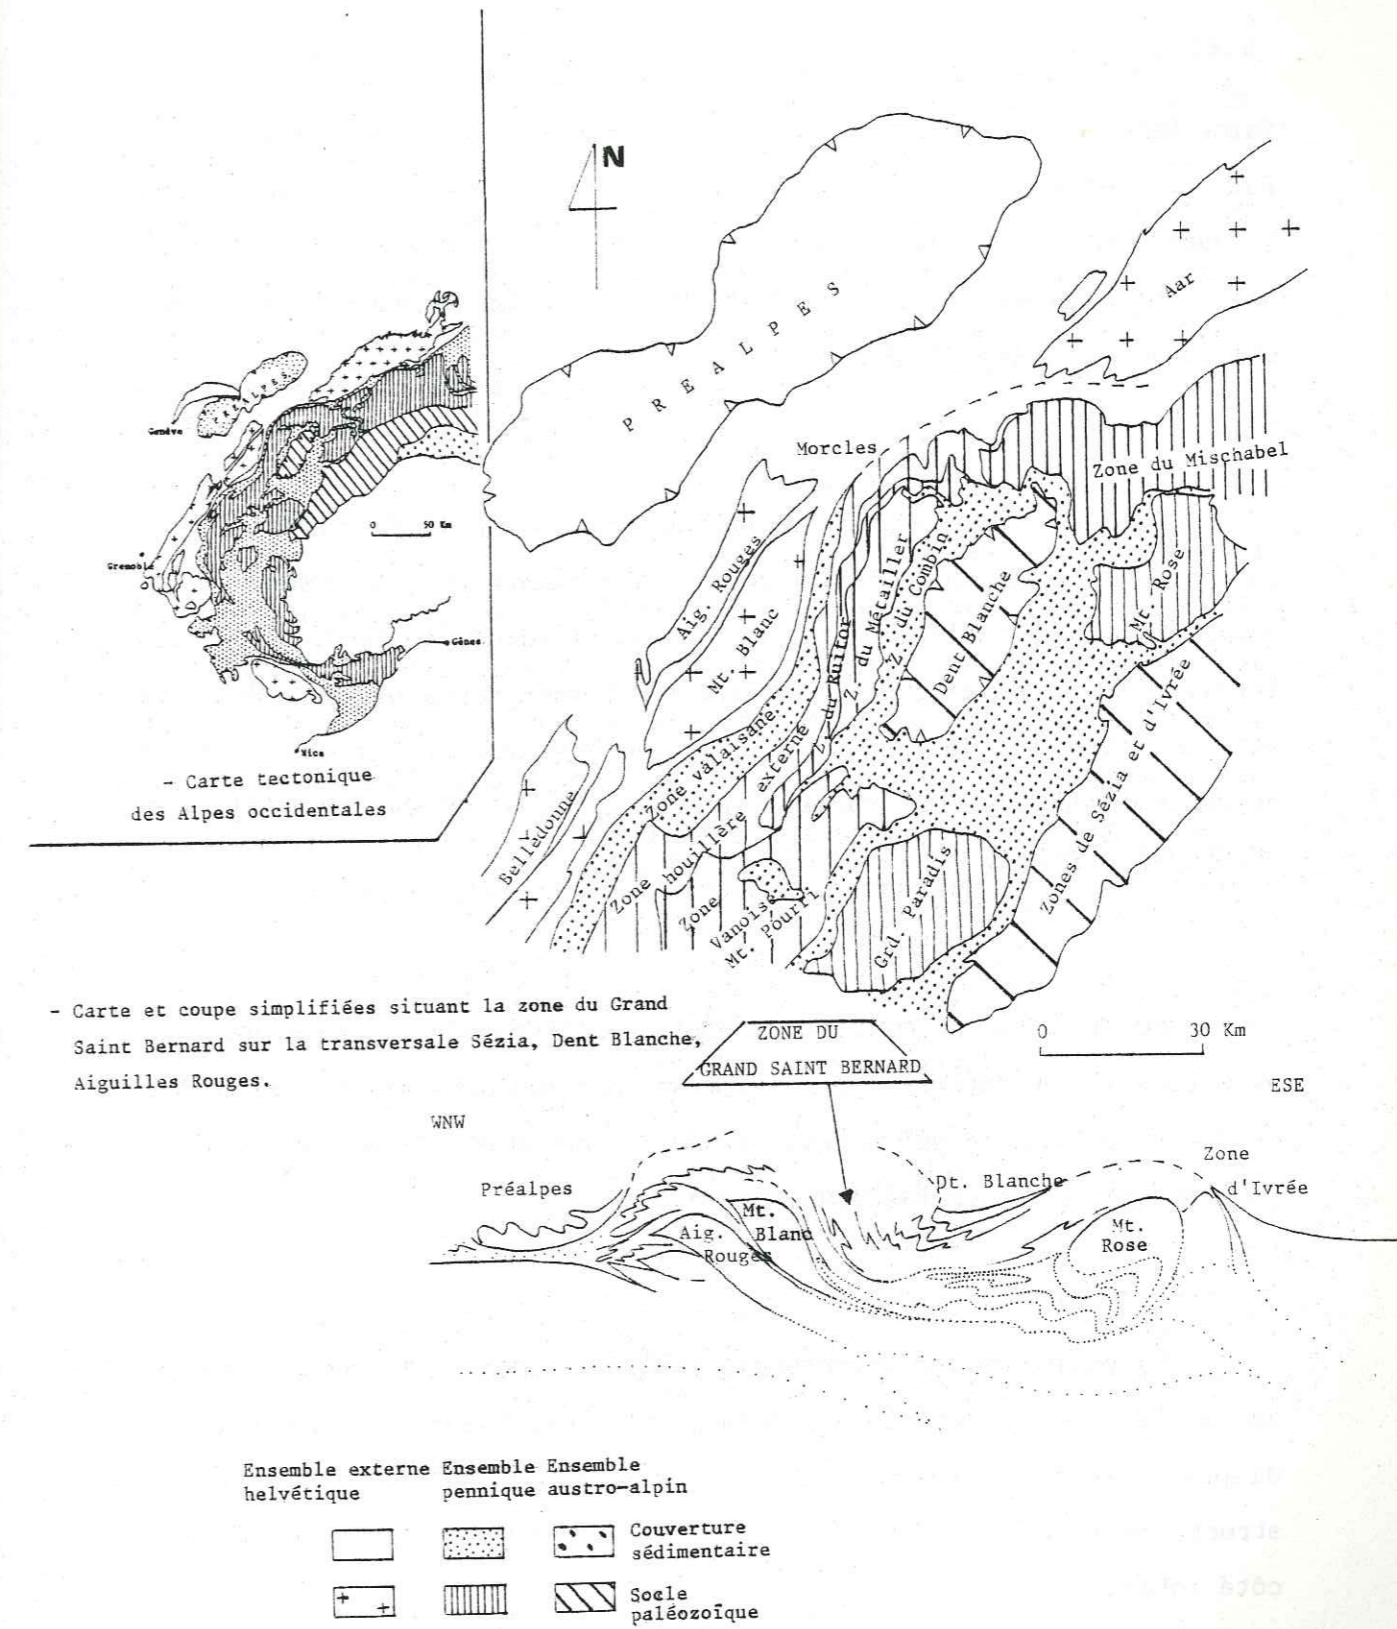 N
PREALPES
Aar
PREALPES
Genève
Grenoble
Gênes
Nice
0 50 Km
- Carte tectonique
des Alpes occidentales
Morcles
Zone du Mischabel
Aig. Rouges
Mt. Blanc
Belledonne
Zone valaisane
Zone houillère externe
Zone
Vanoise
Mt. Pourri
Z. du Ruitor
Z. du Métailler
Z. du Combin
Dent Blanche
Mt. Rose
Grd. Paradis
Zones de Sézia et d'Ivrée
- Carte et coupe simplifiées situant la zone du Grand
Saint Bernard sur la transversale Sézia, Dent Blanche,
Aiguilles Rouges.
ZONE DU
GRAND SAINT BERNARD
0 30 Km
WNW
ESE
Préalpes
Aig.
Rouges
Mt.
Blanc
Dt. Blanche
Mt.
Rose
Zone
d'Ivrée
Ensemble externe Ensemble Ensemble
helvétique pennique austro-alpin
Couverture
sédimentaire
Socle
paléozoïque